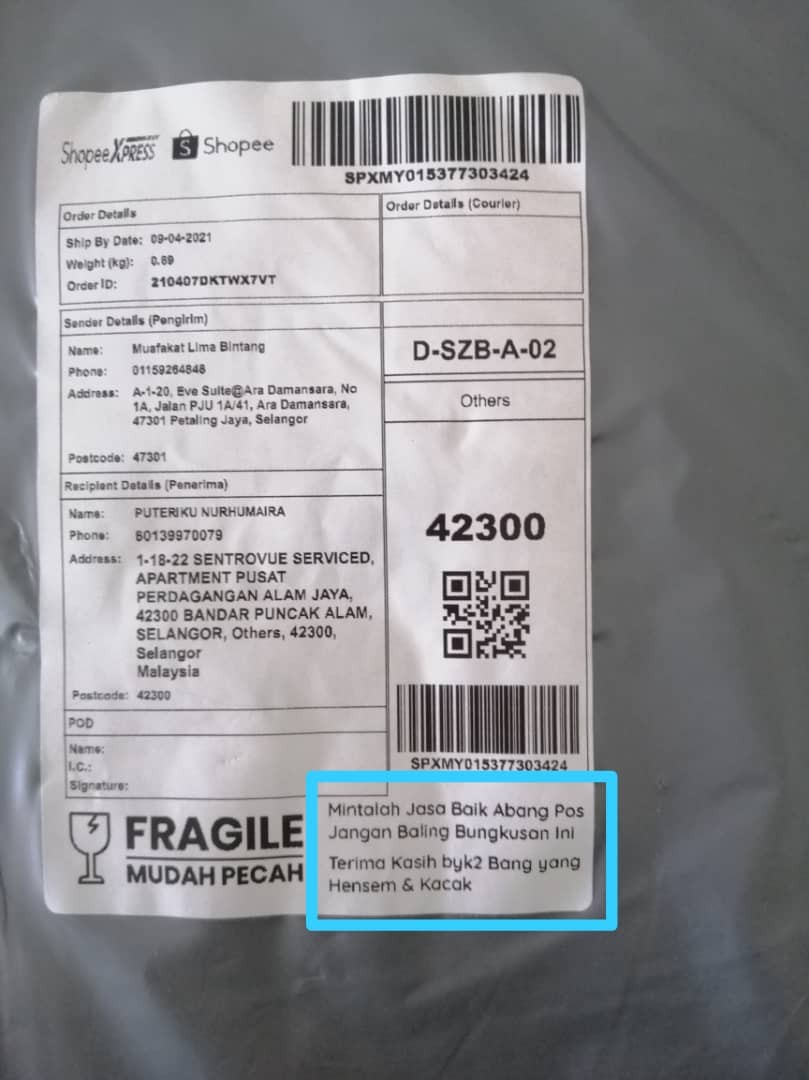 ShopeeXPRESS Shopee
SPXMY015377303424
Order Details
Ship By Date: 09-04-2021
Weight (kg): 0.69
Order ID: 210407DKTWX7VT
Order Details (Courier)
Sender Details (Pengirim)
Name: Muafakat Lima Bintang
Phone: 01159264848
Address: A-1-20, Eve Suite@Ara Damansara, No
1A, Jalan PJU 1A/41, Ara Damansara,
47301 Petaling Jaya, Selangor
Postcode: 47301
D-SZB-A-02
Others
Recipient Details (Penerima)
Name: PUTERIKU NURHUMAIRA
Phone: 60139970079
Address: 1-18-22 SENTROVUE SERVICED,
APARTMENT PUSAT
PERDAGANGAN ALAM JAYA,
42300 BANDAR PUNCAK ALAM,
SELANGOR, Others, 42300,
Selangor
Malaysia
Postcode: 42300
42300
POD
Name:
I.C.:
Signature:
SPXMY015377303424
FRAGILE
MUDAH PECAH
Mintalah Jasa Baik Abang Pos
Jangan Baling Bungkusan Ini
Terima Kasih byk2 Bang yang
Hensem & Kacak